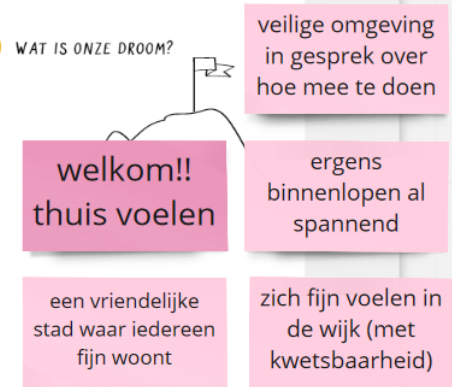 WAT IS ONZE DROOM?
veilige omgeving
in gesprek over
hoe mee te doen
welkom!!
thuis voelen
ergens
binnenlopen al
spannend
een vriendelijke
stad waar iedereen
fijn woont
zich fijn voelen in
de wijk (met
kwetsbaarheid)